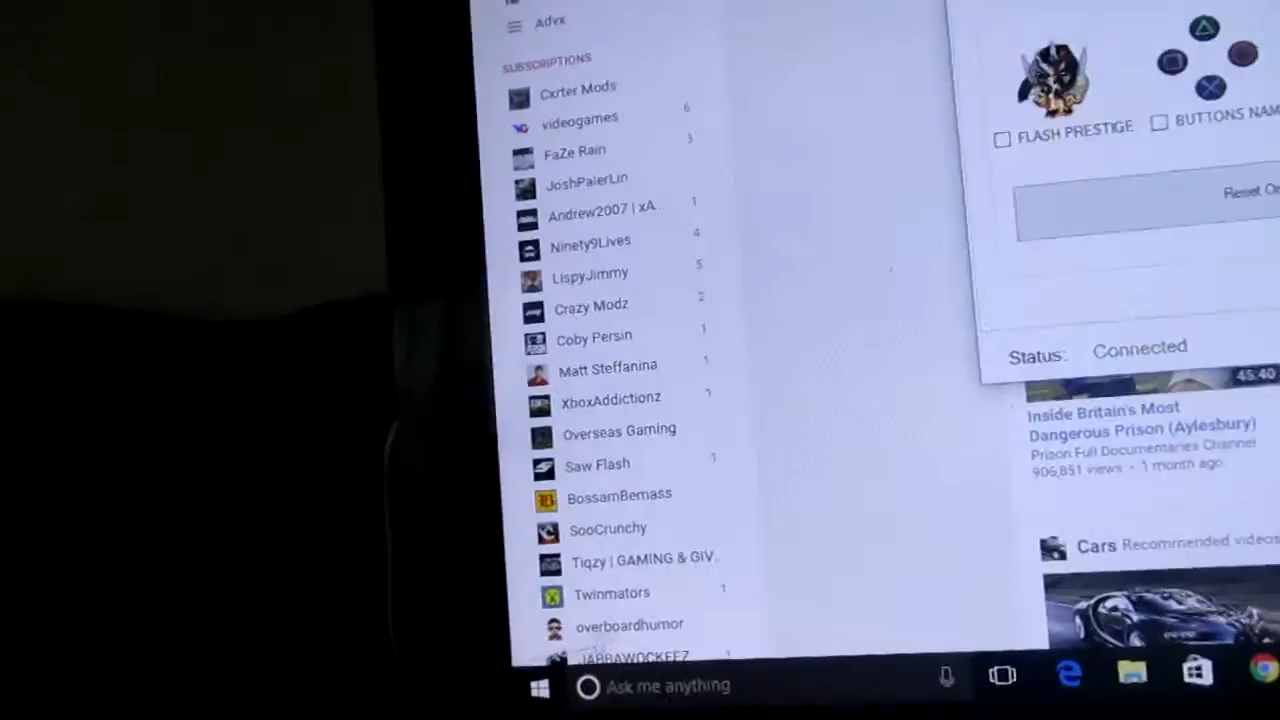 Advx
SUBSCRIPTIONS
Cxrter Mods
videogames 6
FaZe Rain 3
JoshPalerLin
Andrew2007 | xA... 1
Ninety9Lives 4
LispyJimmy 5
Crazy Modz 2
Coby Persin 1
Matt Steffanina 1
XboxAddictionz 1
Overseas Gaming
Saw Flash 1
BossamBemass
SooCrunchy
Tiqzy | GAMING & GIV...
Twinmators 1
overboardhumor
JABBAWOCKEEZ 1
FLASH PRESTIGE
BUTTONS NAM
Reset
Status: Connected
45:40
Inside Britain's Most
Dangerous Prison (Aylesbury)
Prison Full Documentaries Channel
906,851 views • 1 month ago
Cars Recommended videos
Ask me anything